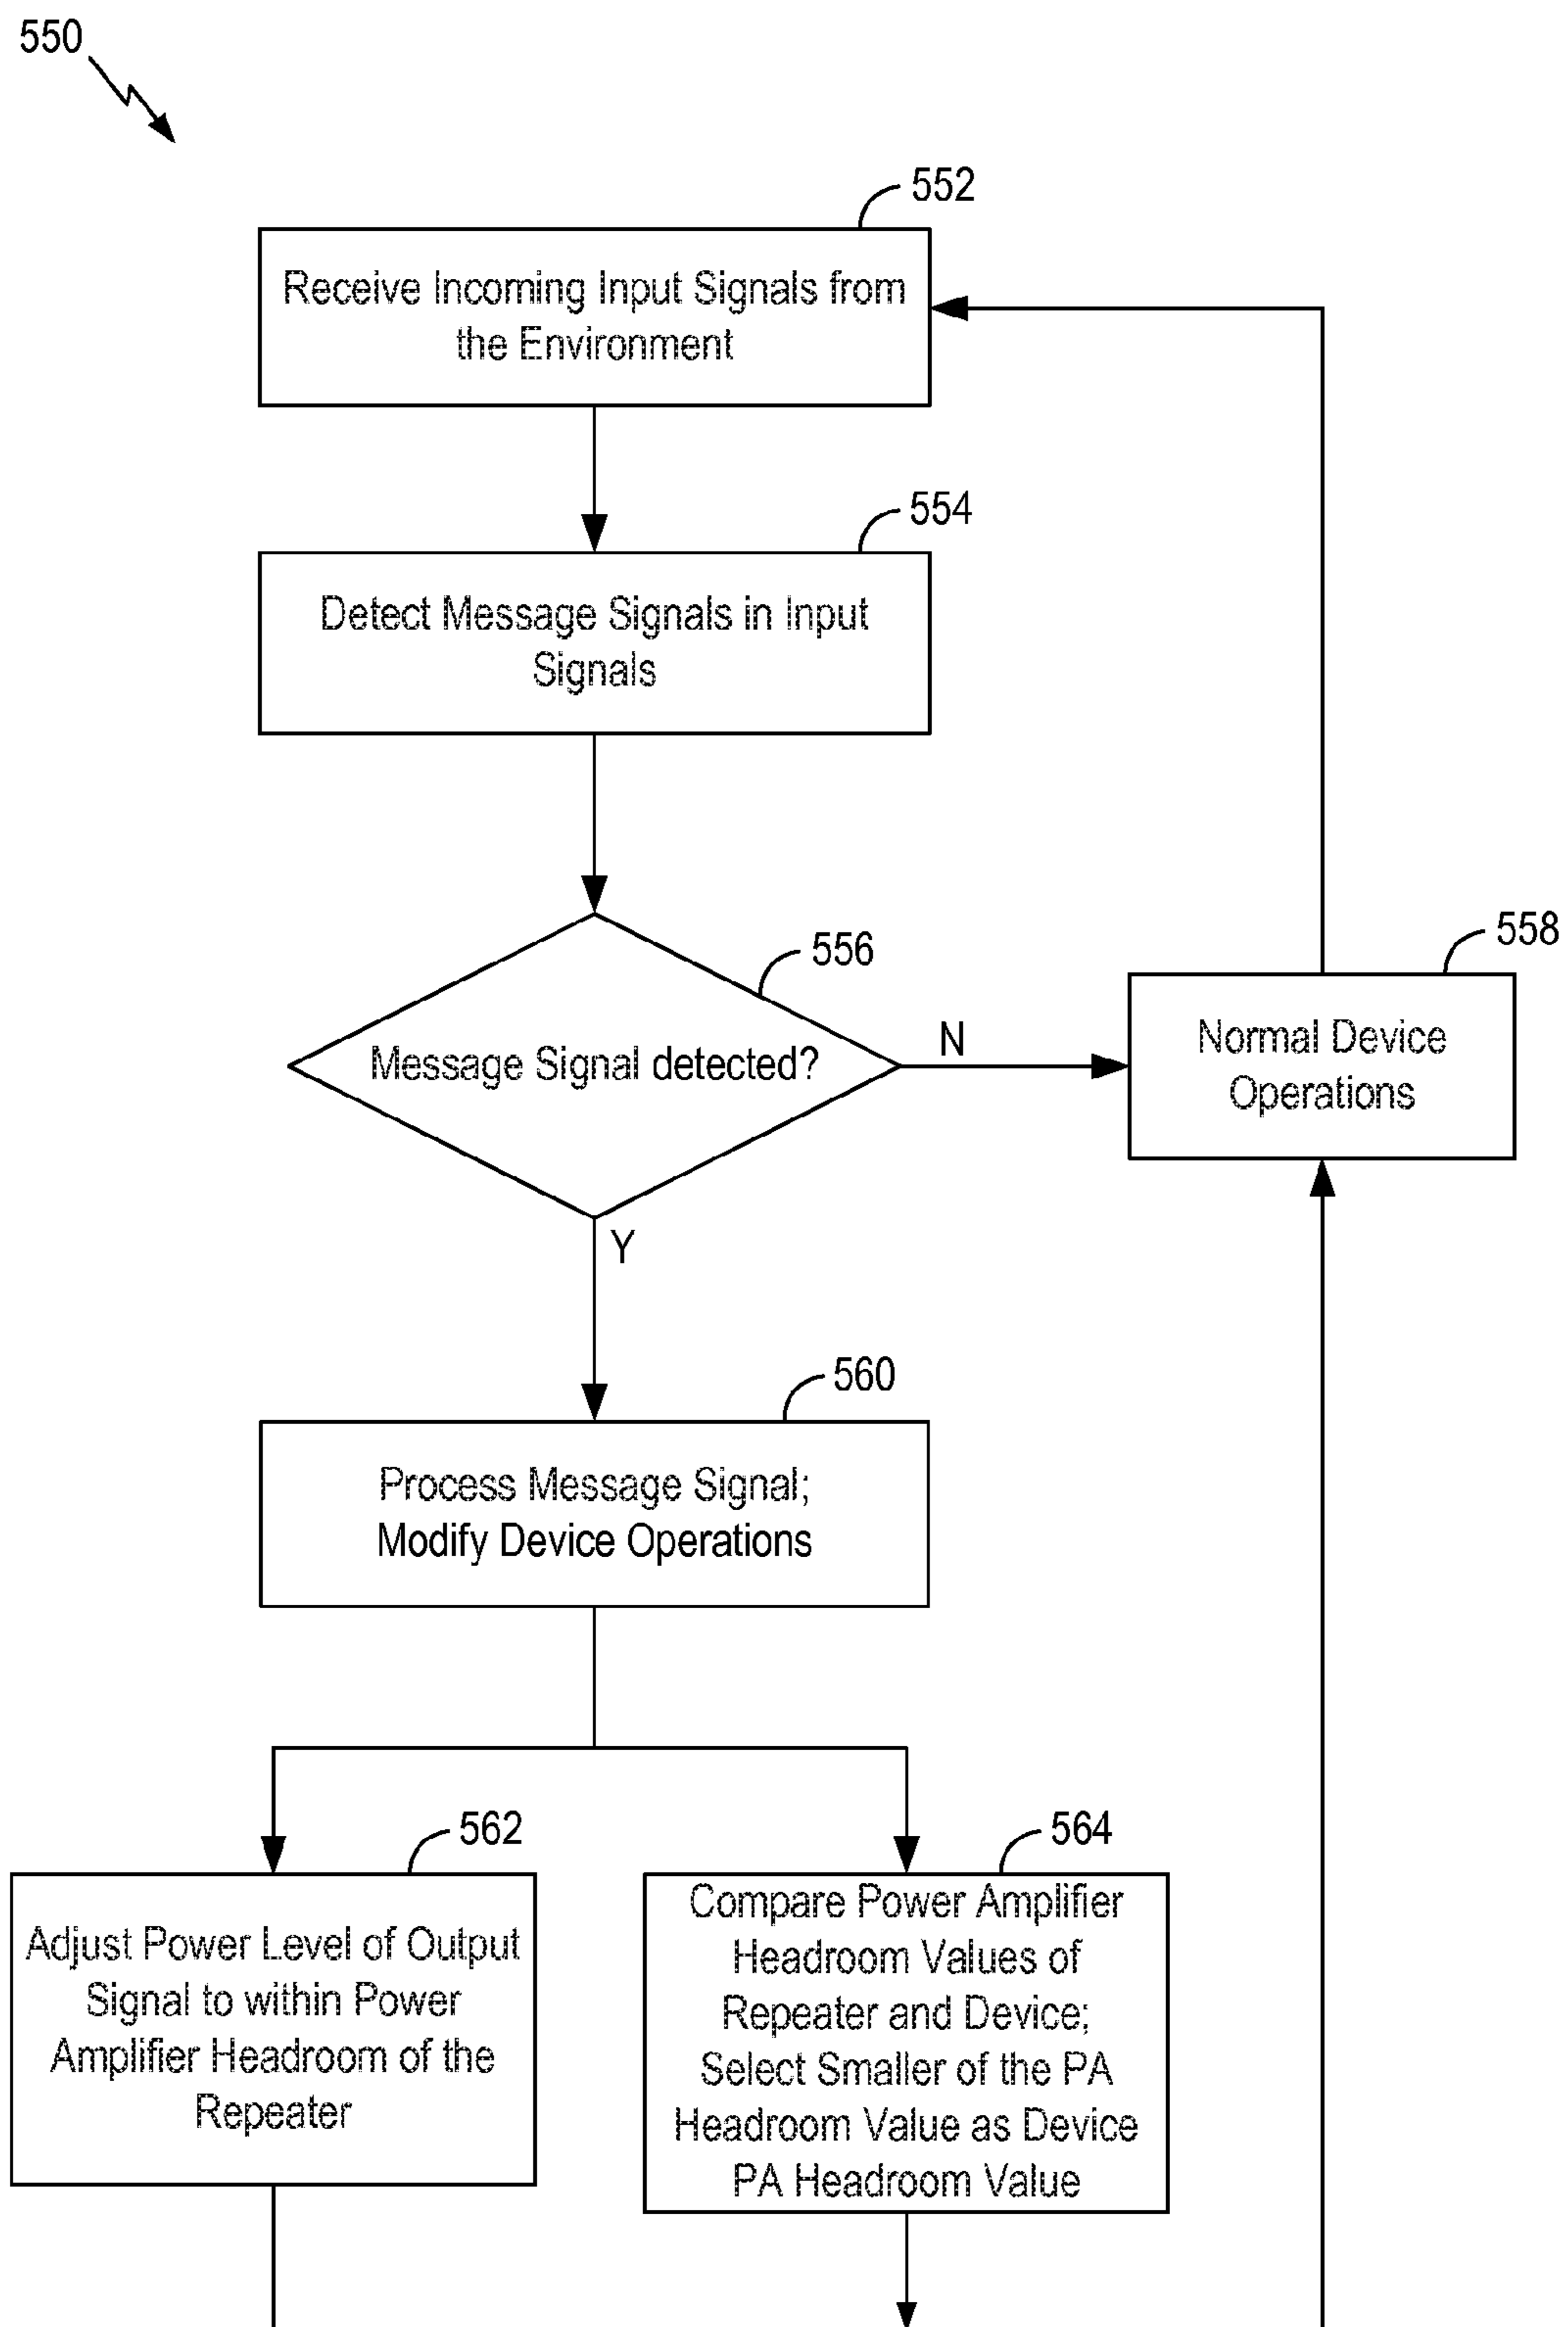 550
552
Receive Incoming Input Signals from
the Environment
554
Detect Message Signals in Input
Signals
556
Message Signal detected?
N
558
Normal Device
Operations
Y
560
Process Message Signal;
Modify Device Operations
562
Adjust Power Level of Output
Signal to within Power
Amplifier Headroom of the
Repeater
564
Compare Power Amplifier
Headroom Values of
Repeater and Device;
Select Smaller of the PA
Headroom Value as Device
PA Headroom Value